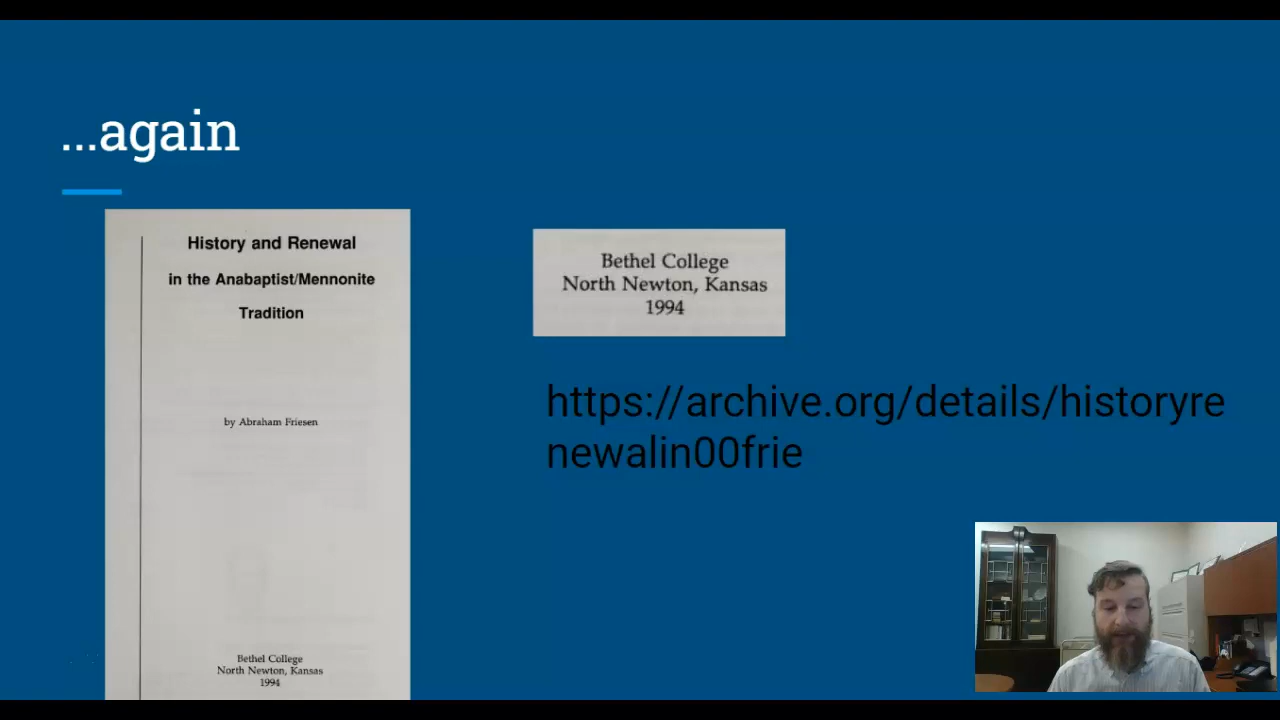 ...again
History and Renewal
in the Anabaptist/Mennonite
Tradition
by Abraham Friesen
Bethel College
North Newton, Kansas
1994
Bethel College
North Newton, Kansas
1994
https://archive.org/details/historyre
newalin00frie